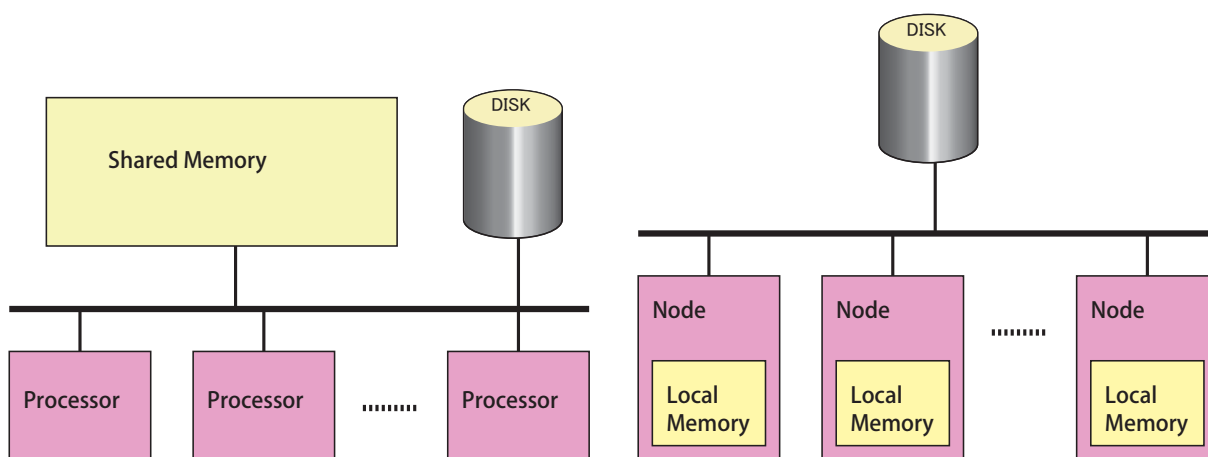 Shared Memory
DISK
Processor
Processor
Processor
DISK
Node
Node
Node
Local
Memory
Local
Memory
Local
Memory